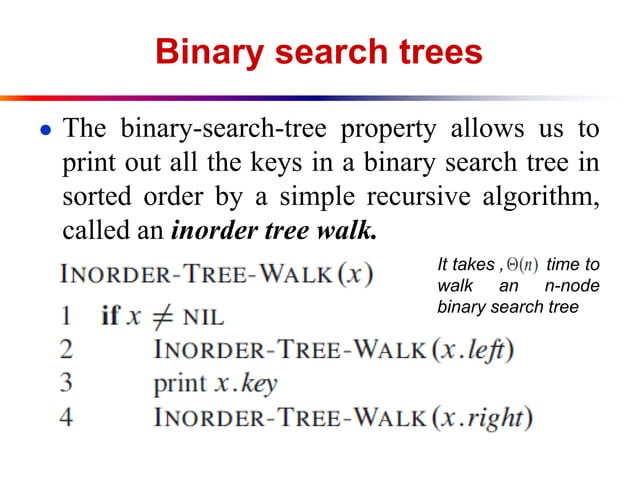 Binary search trees
● The binary-search-tree property allows us to
print out all the keys in a binary search tree in
sorted order by a simple recursive algorithm,
called an inorder tree walk.
It takes , Θ(n) time to
walk an n-node
binary search tree
INORDER-TREE-WALK(x)
1 if x ≠ NIL
2 INORDER-TREE-WALK(x.left)
3 print x.key
4 INORDER-TREE-WALK(x.right)